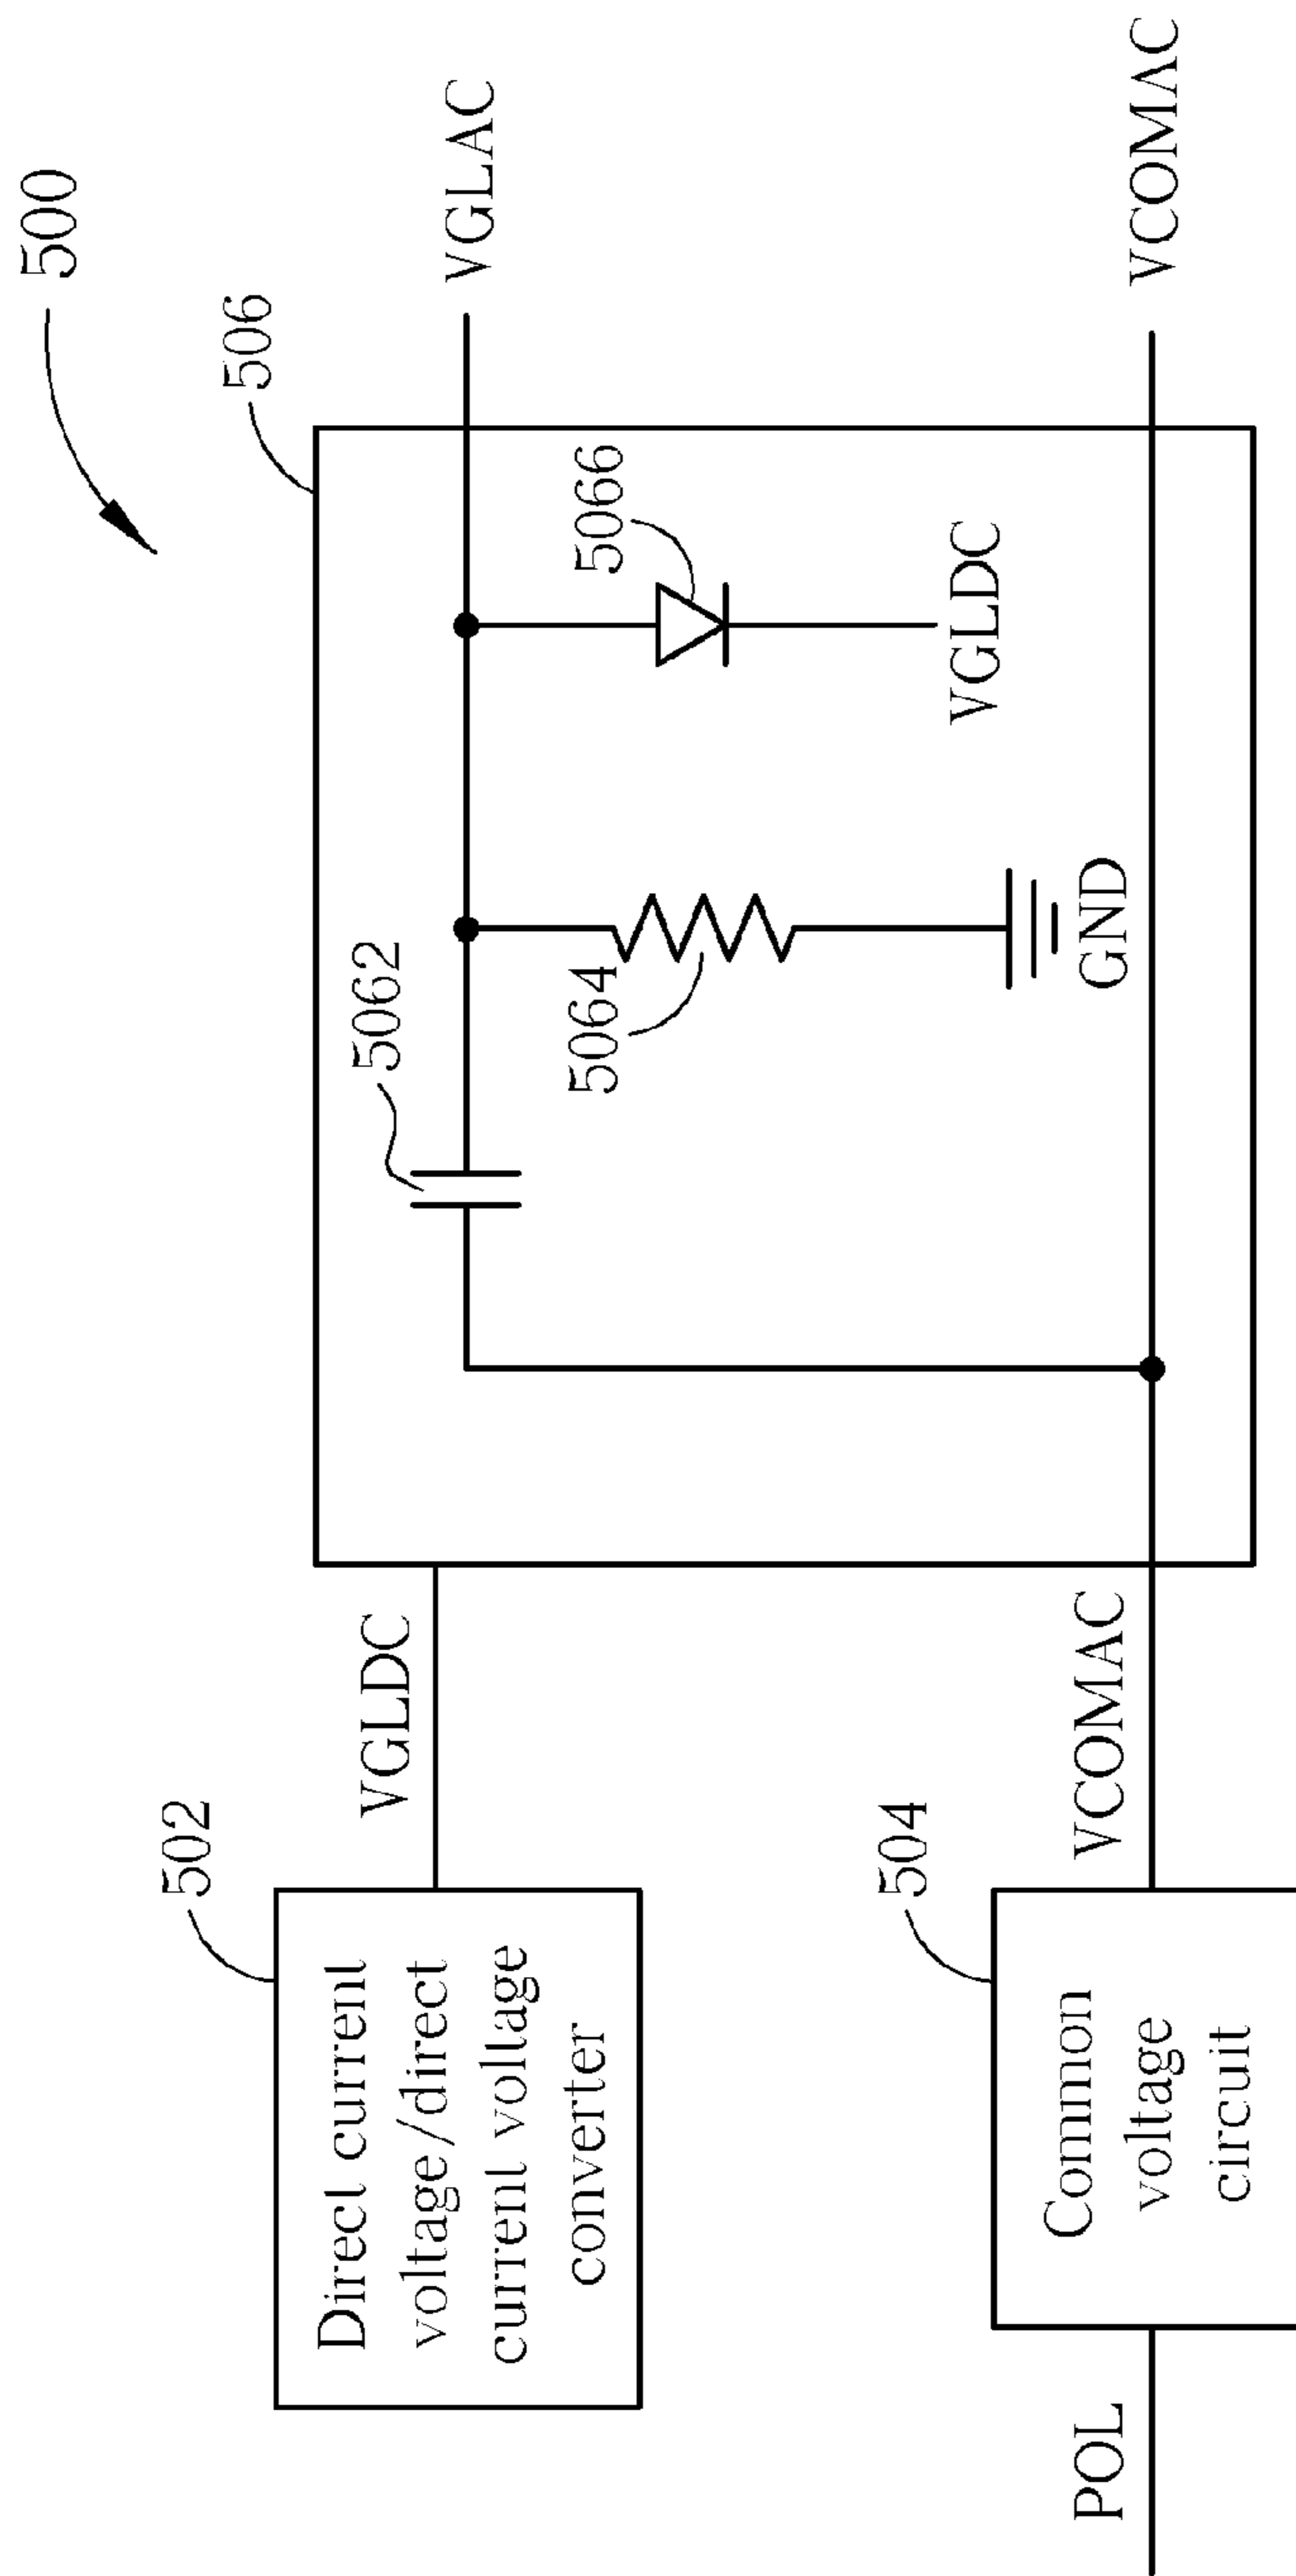 500
506
VGLAC
5062
5066
5064
VGLDC
GND
VCOMAC
502
VGLDC
Direct current
voltage/direct
current voltage
converter
504
VCOMAC
Common
voltage
circuit
POL